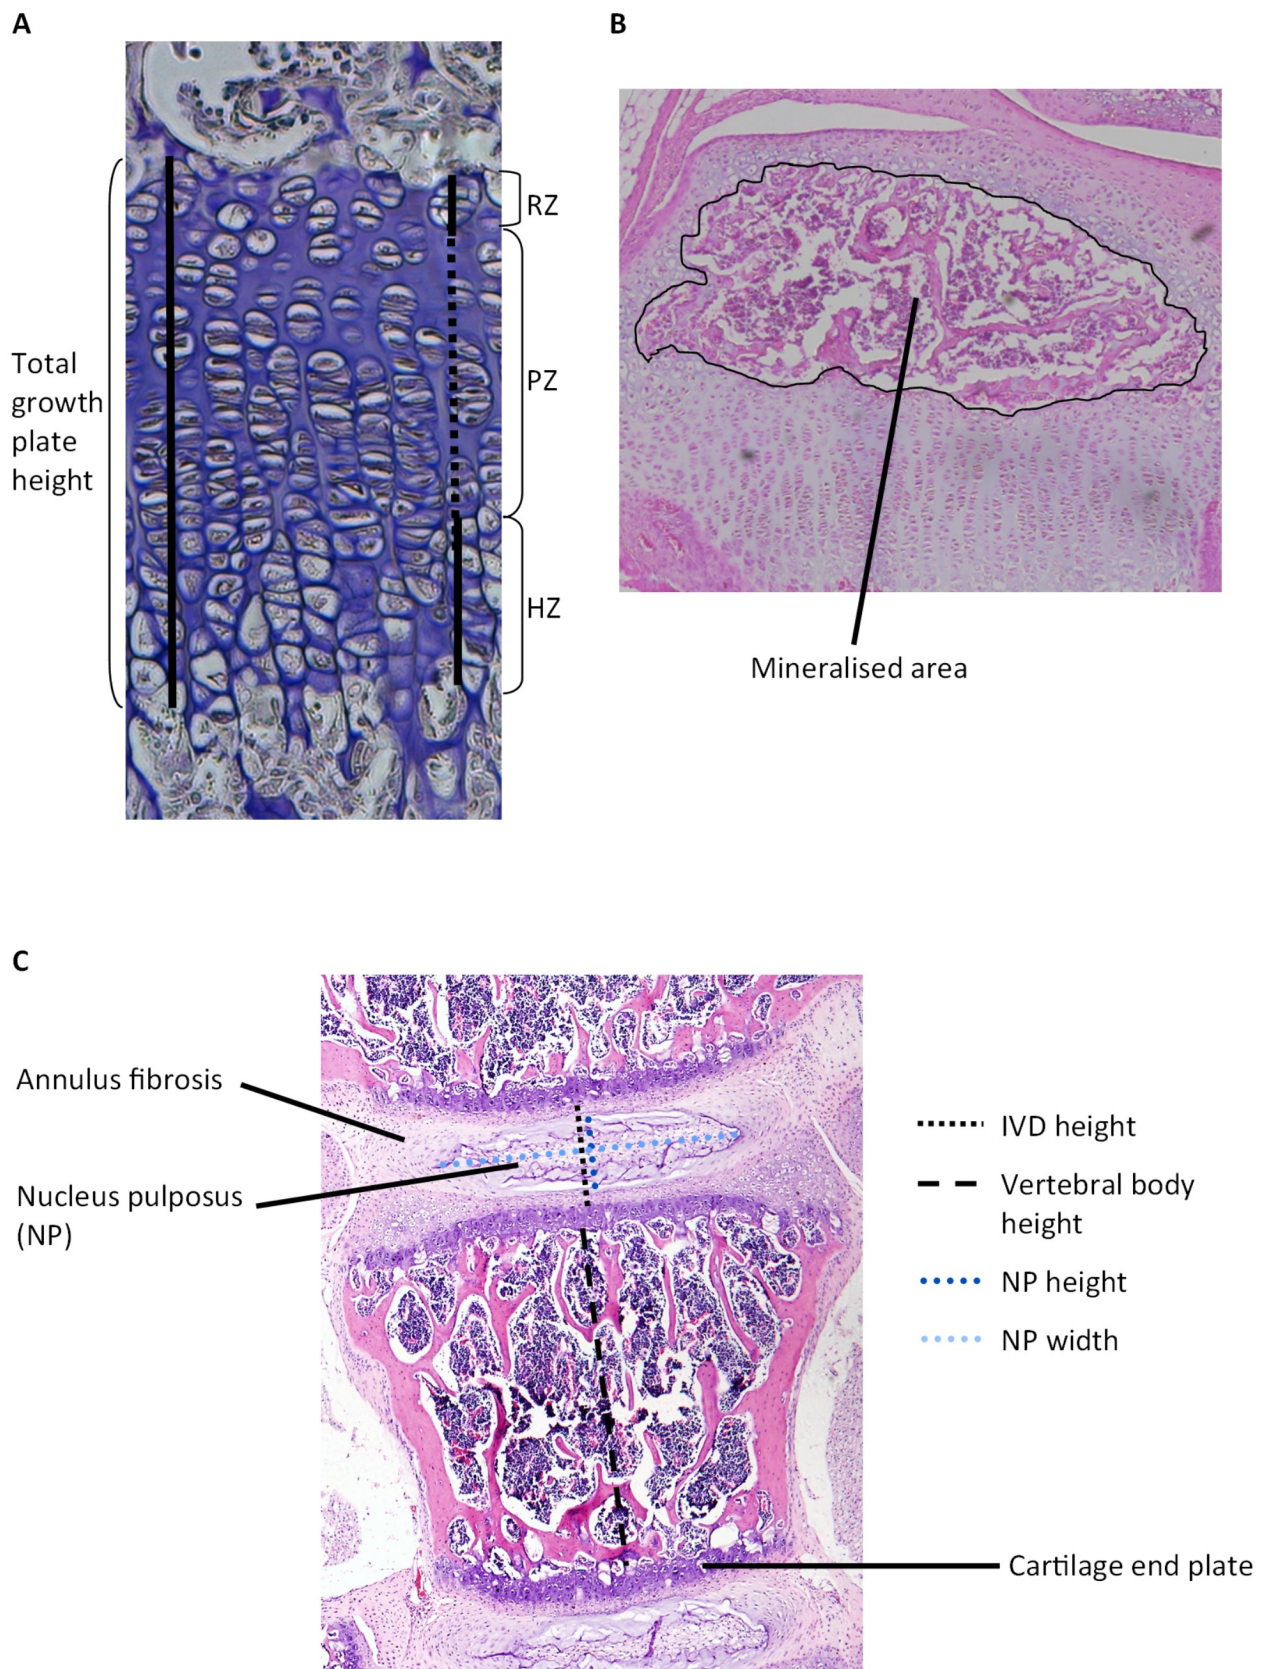 A
B
RZ
PZ
HZ
Total
growth
plate
height
Mineralised area
C
Annulus fibrosis
Nucleus pulposus
(NP)
IVD height
Vertebral body
height
NP height
NP width
Cartilage end plate